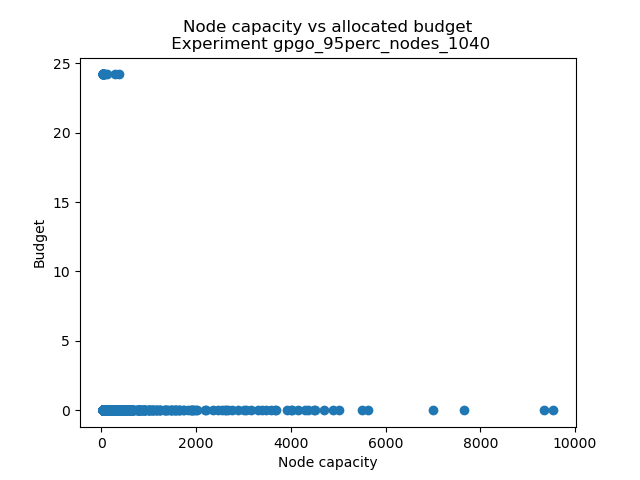 Node capacity vs allocated budget
Experiment gpgo_95perc_nodes_1040
25
20
15
10
5
0
Budget
0 2000 4000 6000 8000 10000
Node capacity